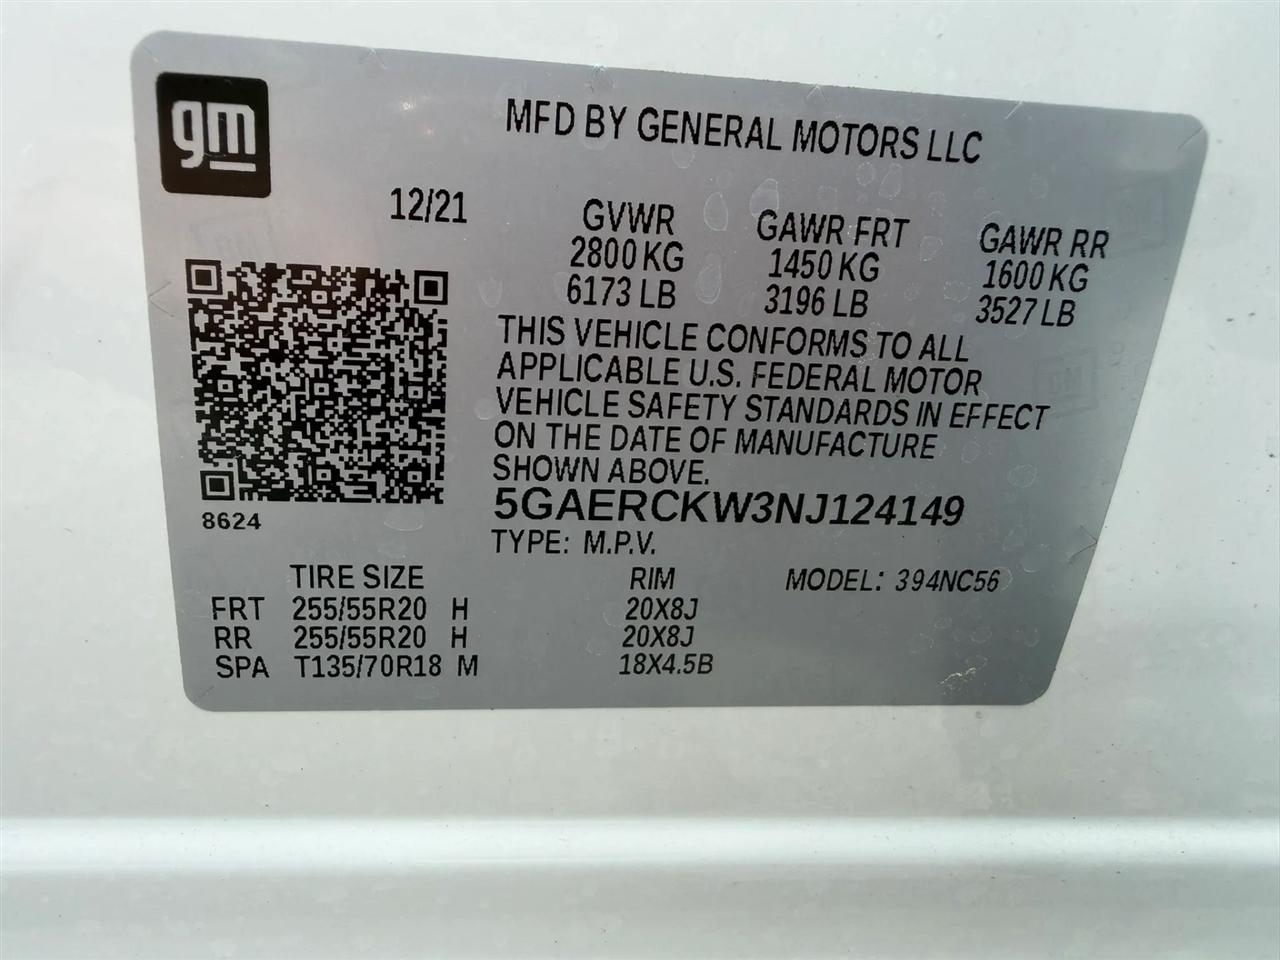 gm
MFD BY GENERAL MOTORS LLC
12/21
GVWR GAWR FRT GAWR RR
2800 KG 1450 KG 1600 KG
6173 LB 3196 LB 3527 LB
THIS VEHICLE CONFORMS TO ALL
APPLICABLE U.S. FEDERAL MOTOR
VEHICLE SAFETY STANDARDS IN EFFECT
ON THE DATE OF MANUFACTURE
SHOWN ABOVE.
8624
5GAERCKW3NJ124149
TYPE: M.P.V.
TIRE SIZE RIM MODEL: 394NC56
FRT 255/55R20 H 20X8J
RR 255/55R20 H 20X8J
SPA T135/70R18 M 18X4.5B